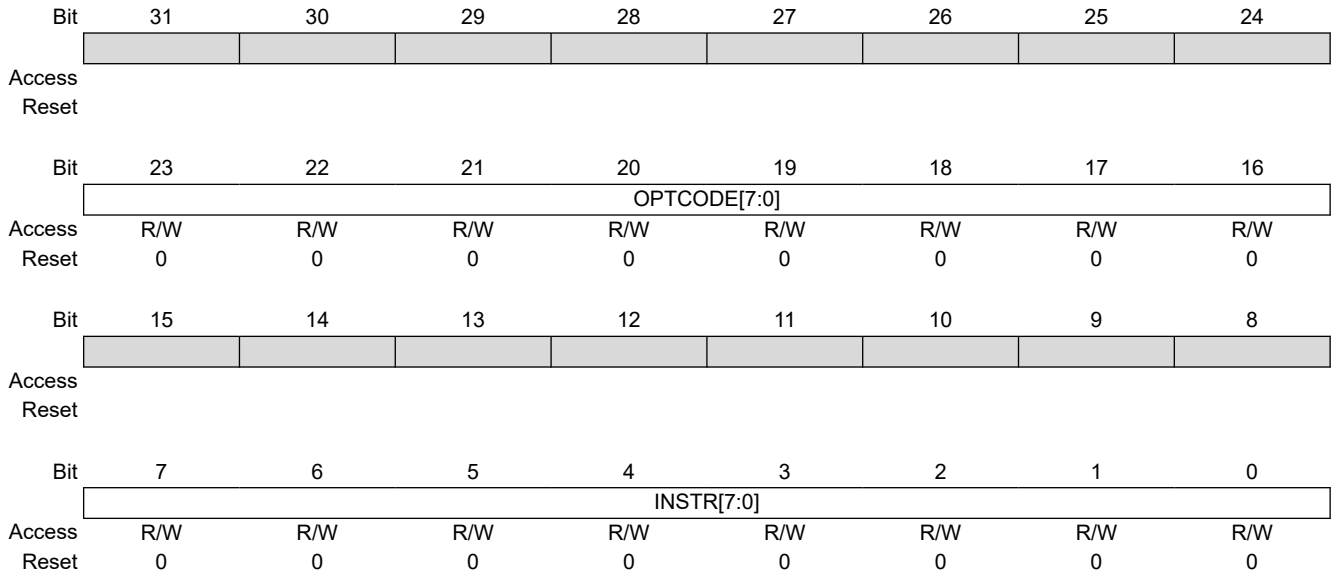 Bit 31 30 29 28 27 26 25 24
Access
Reset
Bit 23 22 21 20 19 18 17 16
OPTCODE[7:0]
Access R/W R/W R/W R/W R/W R/W R/W R/W
Reset 0 0 0 0 0 0 0 0
Bit 15 14 13 12 11 10 9 8
Access
Reset
Bit 7 6 5 4 3 2 1 0
INSTR[7:0]
Access R/W R/W R/W R/W R/W R/W R/W R/W
Reset 0 0 0 0 0 0 0 0